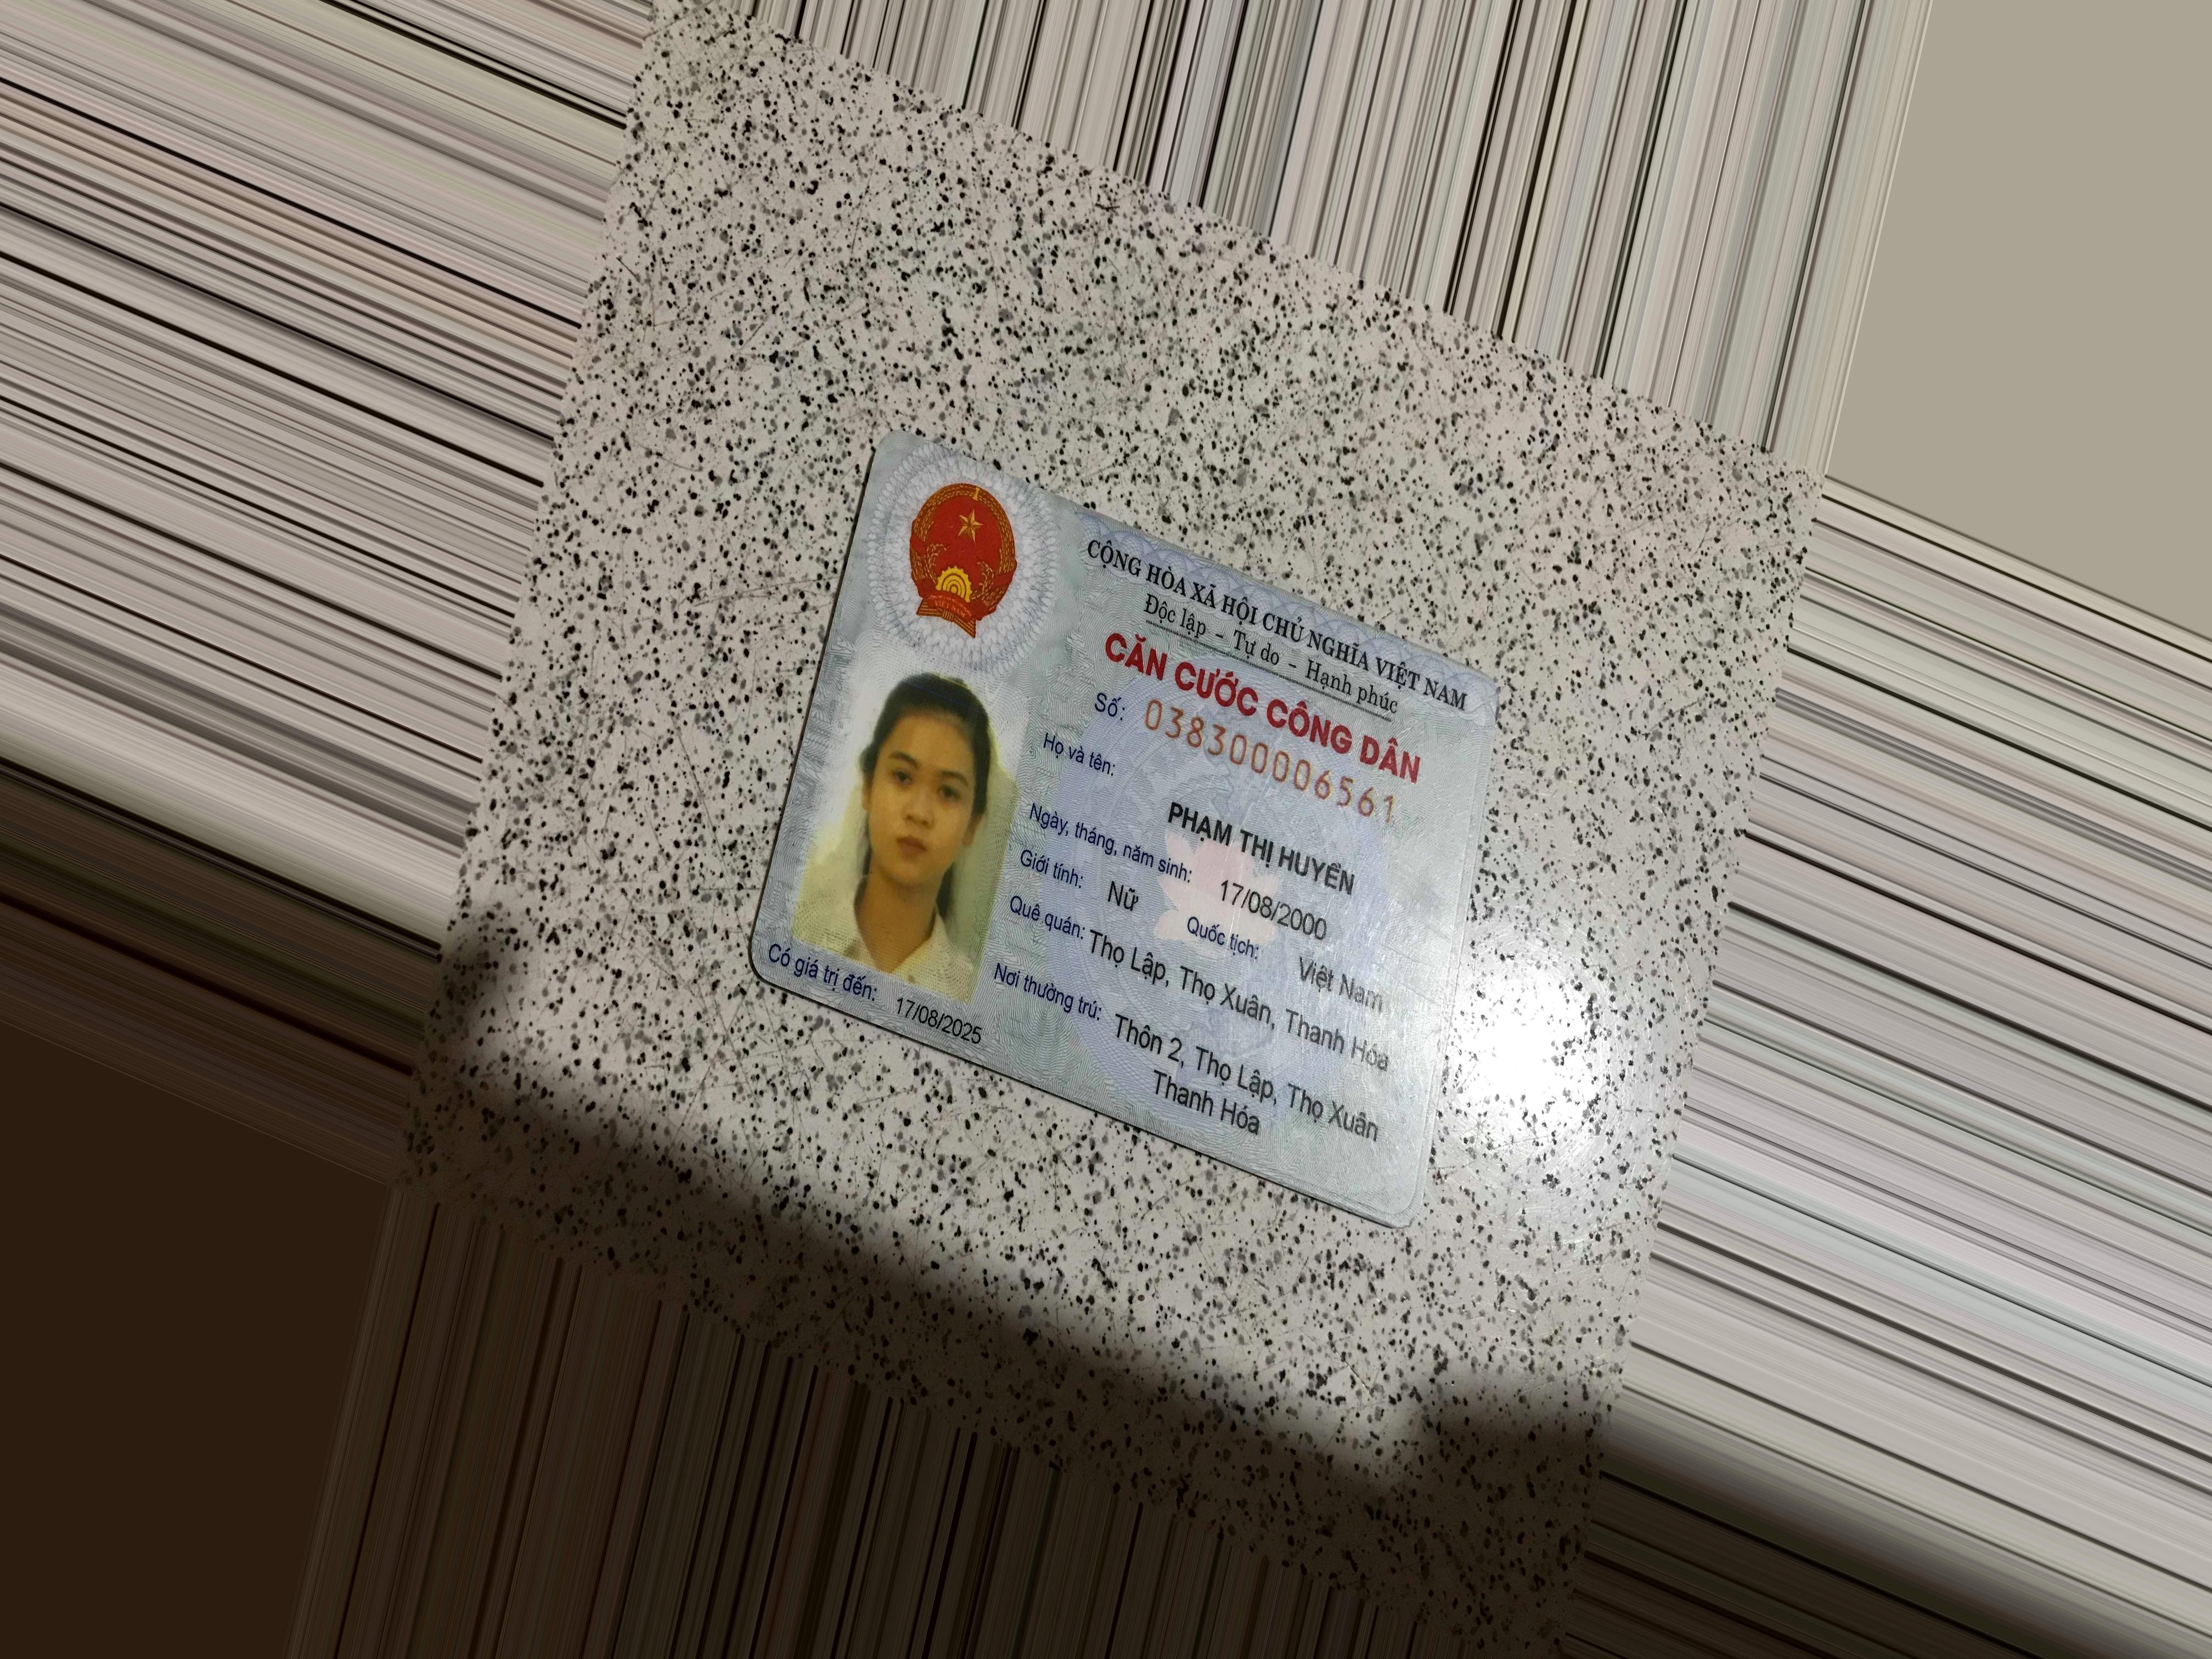 CỘNG HÒA XÃ HỘI CHỦ NGHĨA VIỆT NAM
Độc lập – Tự do – Hạnh phúc
CĂN CƯỚC CÔNG DÂN
Số: 038300006561
Họ và tên:
PHẠM THỊ HUYỀN
Ngày, tháng, năm sinh: 17/08/2000
Giới tính: Nữ Quốc tịch: Việt Nam
Quê quán: Thọ Lập, Thọ Xuân, Thanh Hóa
Nơi thường trú: Thôn 2, Thọ Lập, Thọ Xuân
Thanh Hóa
Có giá trị đến: 17/08/2025